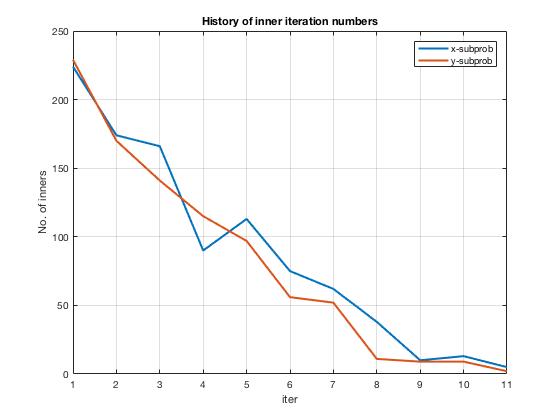 History of inner iteration numbers
x-subprob
y-subprob
250
200
150
100
50
0
No. of inners
1 2 3 4 5 6 7 8 9 10 11
iter